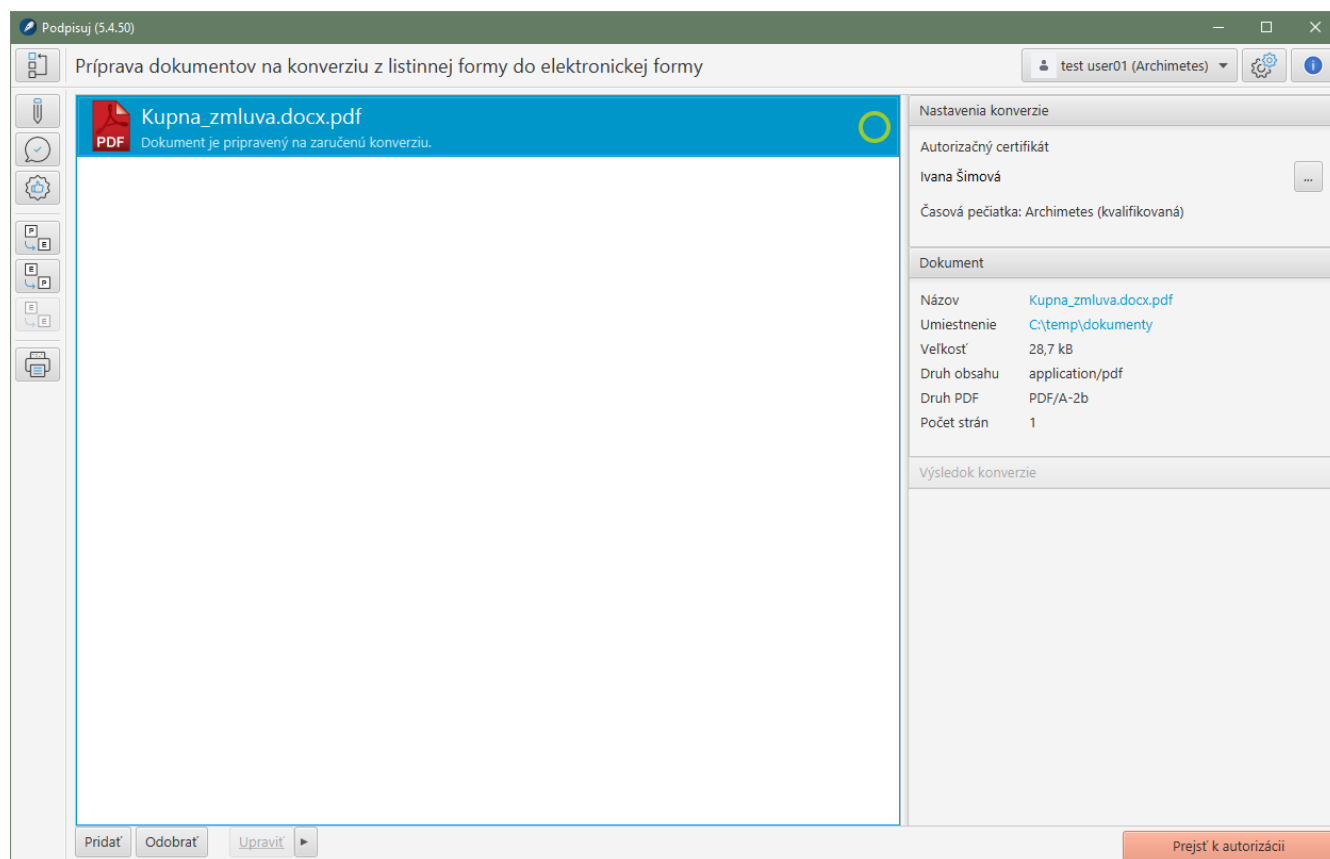 Podpisuj (5.4.50)
Príprava dokumentov na konverziu z listinnej formy do elektronickej formy
test user01 (Archimetes)
Kupna_zmluva.docx.pdf
PDF
Dokument je pripravený na zaručenú konverziu.
Nastavenia konverzie
Autorizačný certifikát
Ivana Šimová
...
Časová pečiatka: Archimetes (kvalifikovaná)
Dokument
Názov Kupna_zmluva.docx.pdf
Umiestnenie C:\temp\dokumenty
Veľkosť 28,7 kB
Druh obsahu application/pdf
Druh PDF PDF/A-2b
Počet strán 1
Výsledok konverzie
P
E
E
P
E
E
Pridať Odobrať Upraviť
Prejsť k autorizácii